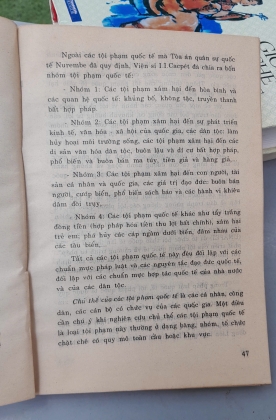 Ngoài các tội phạm quốc tế mà Tòa án quân sự quốc
tế Nurembe đã quy định, Viện sĩ I.I Cacpét đã chia ra bốn
nhóm tội phạm quốc tế:
- Nhóm 1: Các tội phạm xâm hại đến hòa bình và
các quan hệ quốc tế: khủng bố, không tặc, truyền thanh
bất hợp pháp.
- Nhóm 2: Các tội phạm xâm hại đến sự phát triển
kinh tế, văn hóa - xã hội của quốc gia, các dân tộc: làm
hủy hoại môi trường sống, các tội phạm xâm hại đến các
di sản văn hóa dân tộc, buôn lậu và di cư bất hợp pháp,
phổ biến và buôn bán ma túy, tiền giả và hàng giả,...
- Nhóm 3: Các tội phạm xâm hại đến con người, tài
sản cá nhân và quốc gia, các giá trị đạo đức: buôn bán
người, cướp biển, phổ biến sách báo và các hành vi khiêu
dâm đồi trụy,...
- Nhóm 4: Các tội phạm quốc tế khác như tẩy trắng
đồng tiền (hợp pháp hóa tiền thu lợi bất chính), xâm hại
trẻ em; phá hủy các cáp ngầm dưới biển, đâm nhau của
các tàu biển,...
Tất cả các tội phạm quốc tế này đều đối lập với các
chuẩn mực pháp luật và các nguyên tắc đạo đức quốc tế,
đối lập với các chuẩn mực hợp tác quốc tế của nhà nước
và của các dân tộc.
Chủ thể của các tội phạm quốc tế là các cá nhân, công
dân, các cán bộ có chức vụ của các quốc gia. Một điều
cần chú ý khi nghiên cứu chủ thể các tội phạm quốc tế
là loại tội phạm này thường ở dạng băng, nhóm, tổ chức
chặt chẽ có quy mô toàn cầu hoặc khu vực.
47